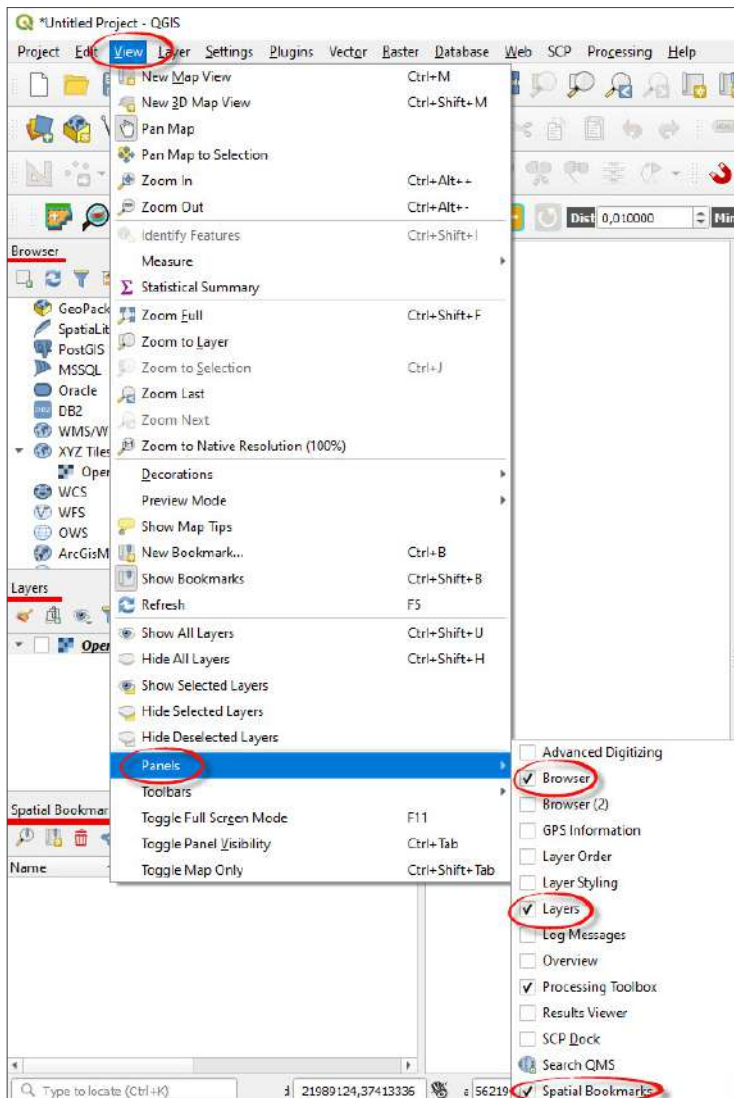 *Untitled Project - QGIS
Project Edit View Layer Settings Plugins Vector Raster Database Web SCP Processing Help
New Map View Ctrl+M
New 3D Map View Ctrl+Shift+M
Pan Map
Pan Map to Selection
Zoom In Ctrl+Alt++
Zoom Out Ctrl+Alt+-
Dist 0,010000 Min
Identify Features Ctrl+Shift+I
Measure
Statistical Summary
Zoom Full Ctrl+Shift+F
Zoom to Layer
Zoom to Selection Ctrl+J
Zoom Last
Zoom Next
Zoom to Native Resolution (100%)
Decorations
Preview Mode
Show Map Tips
New Bookmark... Ctrl+B
Show Bookmarks Ctrl+Shift+B
Refresh F5
Show All Layers Ctrl+Shift+U
Hide All Layers Ctrl+Shift+H
Show Selected Layers
Hide Selected Layers
Hide Deselected Layers
Panels
Toolbars
Toggle Full Screen Mode F11
Toggle Panel Visibility Ctrl+Tab
Toggle Map Only Ctrl+Shift+Tab
Browser
GeoPack
SpatiaLit
PostGIS
MSSQL
Oracle
DB2
WMS/W
XYZ Tiles
Oper
WCS
WFS
OWS
ArcGisM
Layers
Oper
Spatial Bookmar
Name
Advanced Digitizing
Browser
Browser (2)
GPS Information
Layer Order
Layer Styling
Layers
Log Messages
Overview
Processing Toolbox
Results Viewer
SCP Dock
Search QMS
Spatial Bookmarks
Type to locate (Ctrl+K) 21989124,37413336 56219